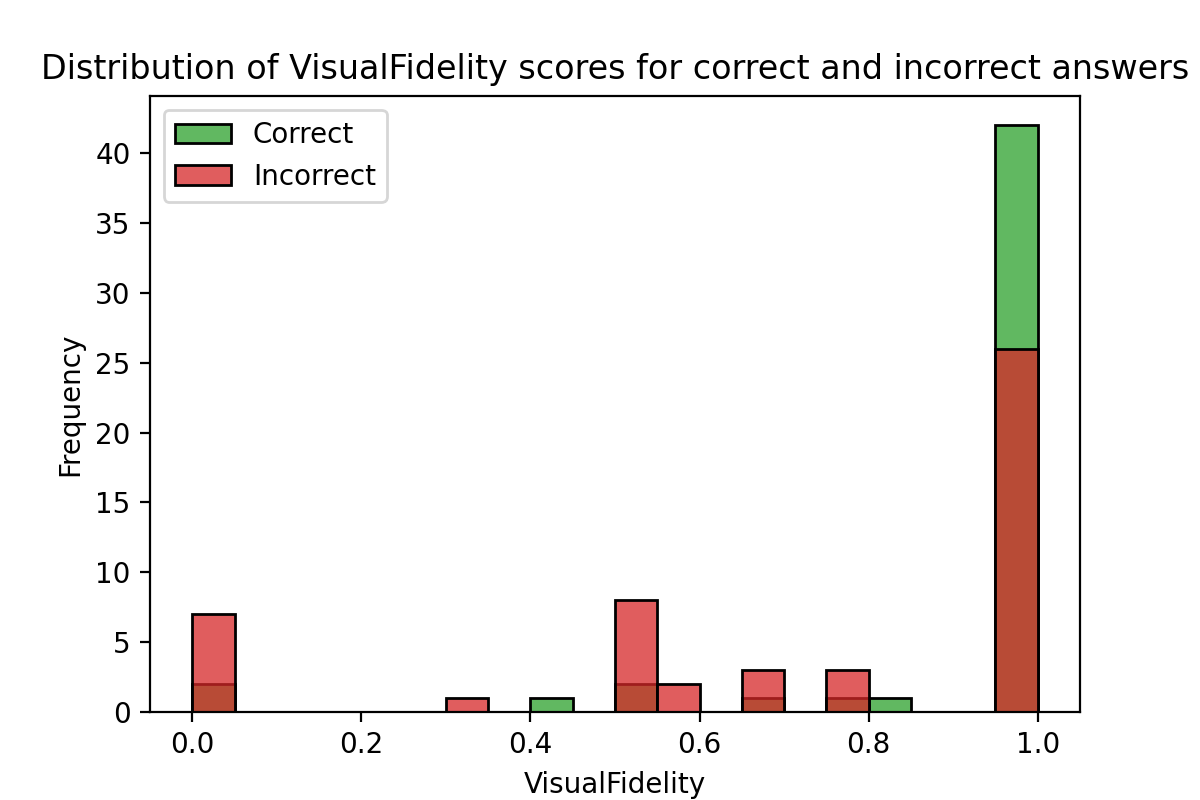 Distribution of VisualFidelity scores for correct and incorrect answers
Correct
Incorrect
40
35
30
25
20
15
10
5
0
Frequency
0.0 0.2 0.4 0.6 0.8 1.0
VisualFidelity